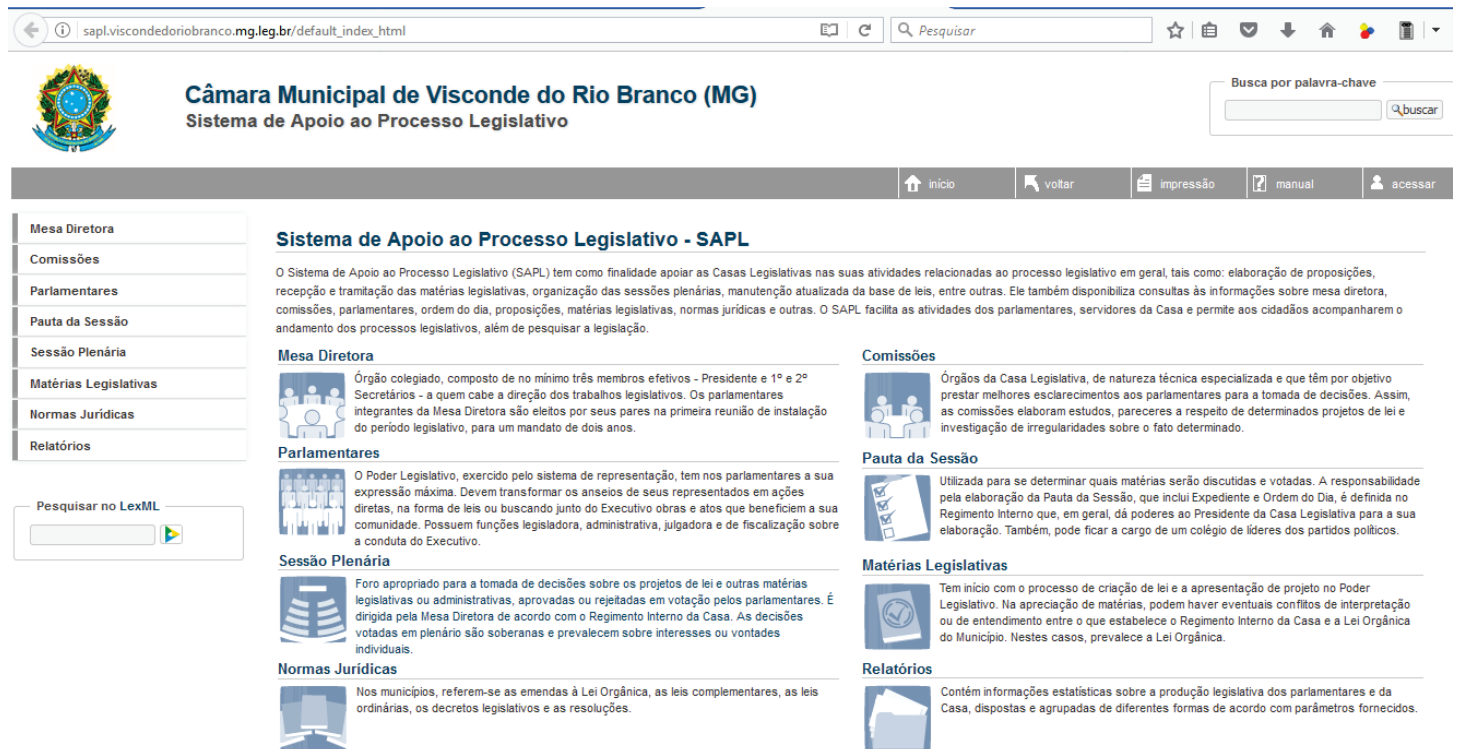 sapl.viscondedoriobranco.mg.leg.br/default_index_html
Pesquisar
Câmara Municipal de Visconde do Rio Branco (MG)
Sistema de Apoio ao Processo Legislativo
Busca por palavra-chave
buscar
início
voltar
impressão
manual
acessar
Mesa Diretora
Comissões
Parlamentares
Pauta da Sessão
Sessão Plenária
Matérias Legislativas
Normas Jurídicas
Relatórios
Pesquisar no LexML
Sistema de Apoio ao Processo Legislativo - SAPL
O Sistema de Apoio ao Processo Legislativo (SAPL) tem como finalidade apoiar as Casas Legislativas nas suas atividades relacionadas ao processo legislativo em geral, tais como: elaboração de proposições,
recepção e tramitação das matérias legislativas, organização das sessões plenárias, manutenção atualizada da base de leis, entre outras. Ele também disponibiliza consultas às informações sobre mesa diretora,
comissões, parlamentares, ordem do dia, proposições, matérias legislativas, normas jurídicas e outras. O SAPL facilita as atividades dos parlamentares, servidores da Casa e permite aos cidadãos acompanharem o
andamento dos processos legislativos, além de pesquisar a legislação.
Mesa Diretora
Órgão colegiado, composto de no mínimo três membros efetivos - Presidente e 1º e 2º
Secretários - a quem cabe a direção dos trabalhos legislativos. Os parlamentares
integrantes da Mesa Diretora são eleitos por seus pares na primeira reunião de instalação
do período legislativo, para um mandato de dois anos.
Comissões
Órgãos da Casa Legislativa, de natureza técnica especializada e que têm por objetivo
prestar melhores esclarecimentos aos parlamentares para a tomada de decisões. Assim,
as comissões elaboram estudos, pareceres a respeito de determinados projetos de lei e
investigação de irregularidades sobre o fato determinado.
Parlamentares
O Poder Legislativo, exercido pelo sistema de representação, tem nos parlamentares a sua
expressão máxima. Devem transformar os anseios de seus representados em ações
diretas, na forma de leis ou buscando junto do Executivo obras e atos que beneficiem a sua
comunidade. Possuem funções legisladora, administrativa, julgadora e de fiscalização sobre
a conduta do Executivo.
Pauta da Sessão
Utilizada para se determinar quais matérias serão discutidas e votadas. A responsabilidade
pela elaboração da Pauta da Sessão, que inclui Expediente e Ordem do Dia, é definida no
Regimento Interno que, em geral, dá poderes ao Presidente da Casa Legislativa para a sua
elaboração. Também, pode ficar a cargo de um colégio de líderes dos partidos políticos.
Sessão Plenária
Foro apropriado para a tomada de decisões sobre os projetos de lei e outras matérias
legislativas ou administrativas, aprovadas ou rejeitadas em votação pelos parlamentares. É
dirigida pela Mesa Diretora de acordo com o Regimento Interno da Casa. As decisões
votadas em plenário são soberanas e prevalecem sobre interesses ou vontades
individuais.
Matérias Legislativas
Tem início com o processo de criação de lei e a apresentação de projeto no Poder
Legislativo. Na apreciação de matérias, podem haver eventuais conflitos de interpretação
ou de entendimento entre o que estabelece o Regimento Interno da Casa e a Lei Orgânica
do Município. Nestes casos, prevalece a Lei Orgânica.
Normas Jurídicas
Nos municípios, referem-se as emendas à Lei Orgânica, as leis complementares, as leis
ordinárias, os decretos legislativos e as resoluções.
Relatórios
Contém informações estatísticas sobre a produção legislativa dos parlamentares e da
Casa, dispostas e agrupadas de diferentes formas de acordo com parâmetros fornecidos.